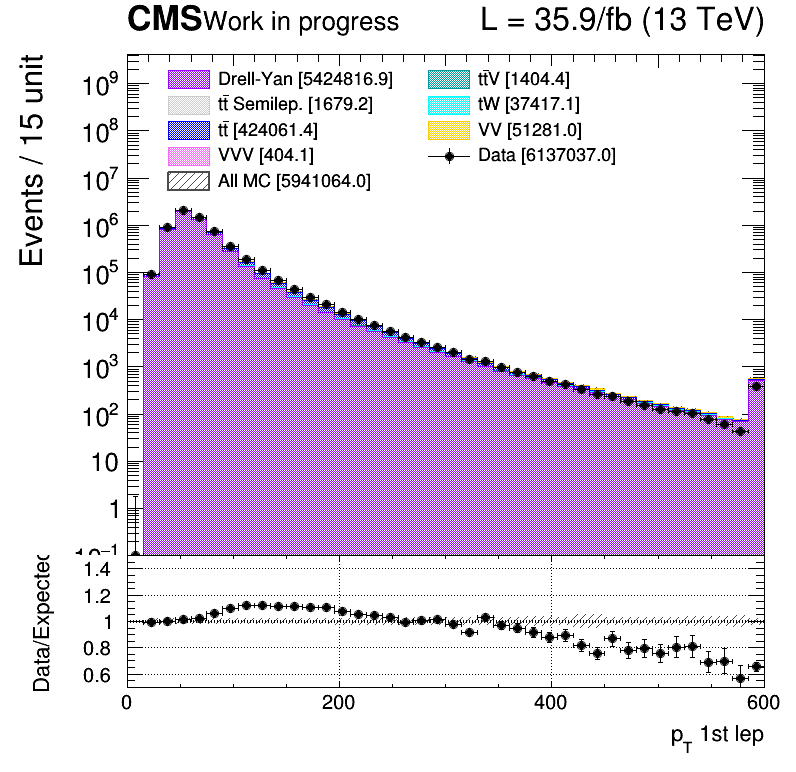 CMS Work in progress L = 35.9/fb (13 TeV)
Events / 15 unit
Drell-Yan [5424816.9]
tt̄ Semilep. [1679.2]
tt̄ [424061.4]
VVV [404.1]
All MC [5941064.0]
tt̄V [1404.4]
tW [37417.1]
VV [51281.0]
Data [6137037.0]
10⁹
10⁸
10⁷
10⁶
10⁵
10⁴
10³
10²
10
1
10⁻¹
Data/Expected
1.4
1.2
1
0.8
0.6
0 200 400 600
p_T 1st lep